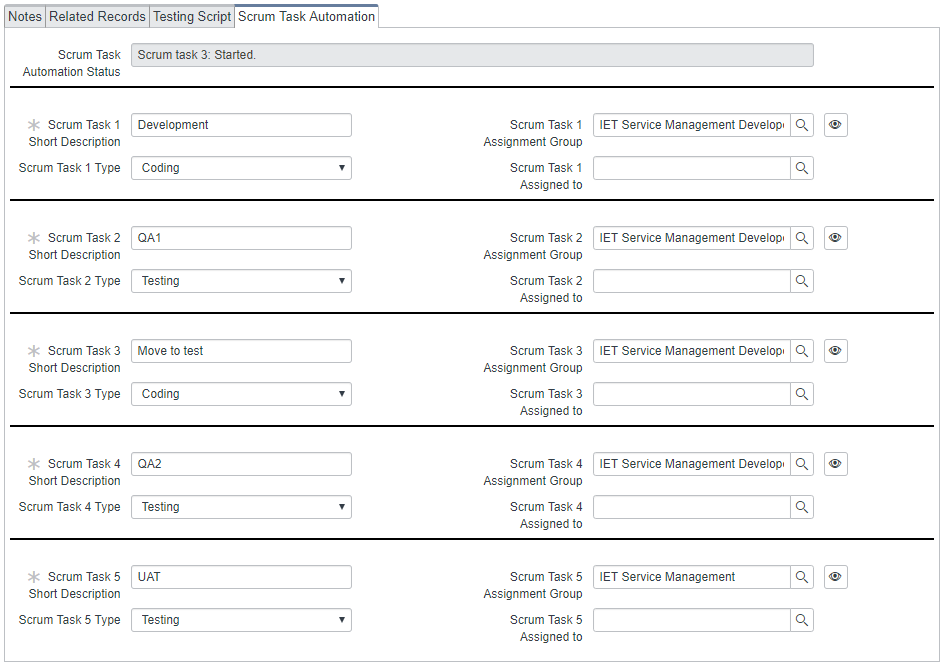 Notes Related Records Testing Script Scrum Task Automation
Scrum Task
Automation Status
Scrum task 3: Started.
Scrum Task 1
Short Description
Development
Scrum Task 1
Assignment Group
IET Service Management Develope
Scrum Task 1 Type
Coding
Scrum Task 1
Assigned to
Scrum Task 2
Short Description
QA1
Scrum Task 2
Assignment Group
IET Service Management Develope
Scrum Task 2 Type
Testing
Scrum Task 2
Assigned to
Scrum Task 3
Short Description
Move to test
Scrum Task 3
Assignment Group
IET Service Management Develope
Scrum Task 3 Type
Coding
Scrum Task 3
Assigned to
Scrum Task 4
Short Description
QA2
Scrum Task 4
Assignment Group
IET Service Management Develope
Scrum Task 4 Type
Testing
Scrum Task 4
Assigned to
Scrum Task 5
Short Description
UAT
Scrum Task 5
Assignment Group
IET Service Management
Scrum Task 5 Type
Testing
Scrum Task 5
Assigned to